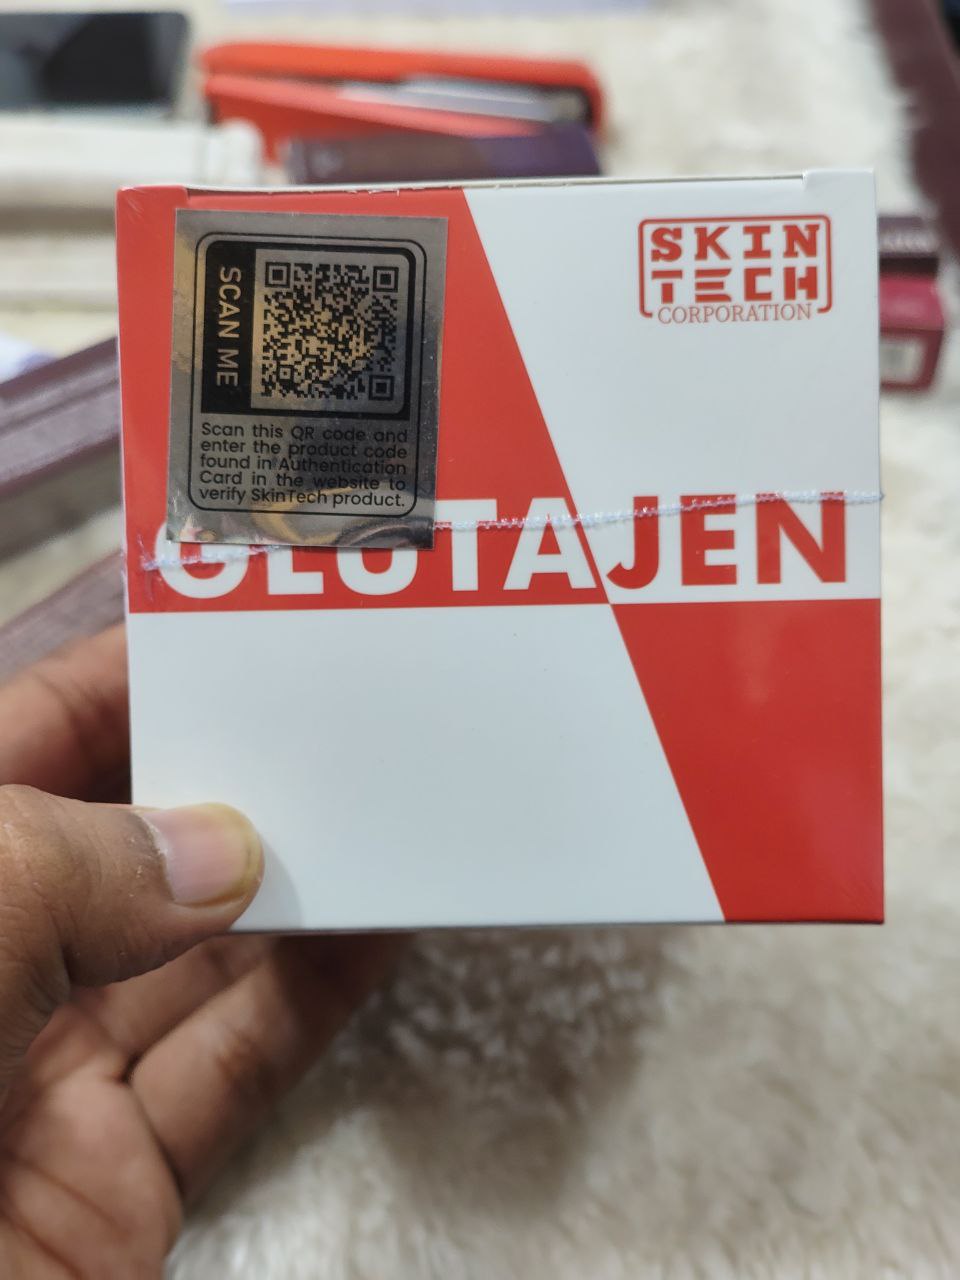 SCAN ME
Scan this QR code and
enter the product code
found in Authentication
Card in the website to
verify SkinTech product.
SKIN
TECH
CORPORATION
GLUTAJEN